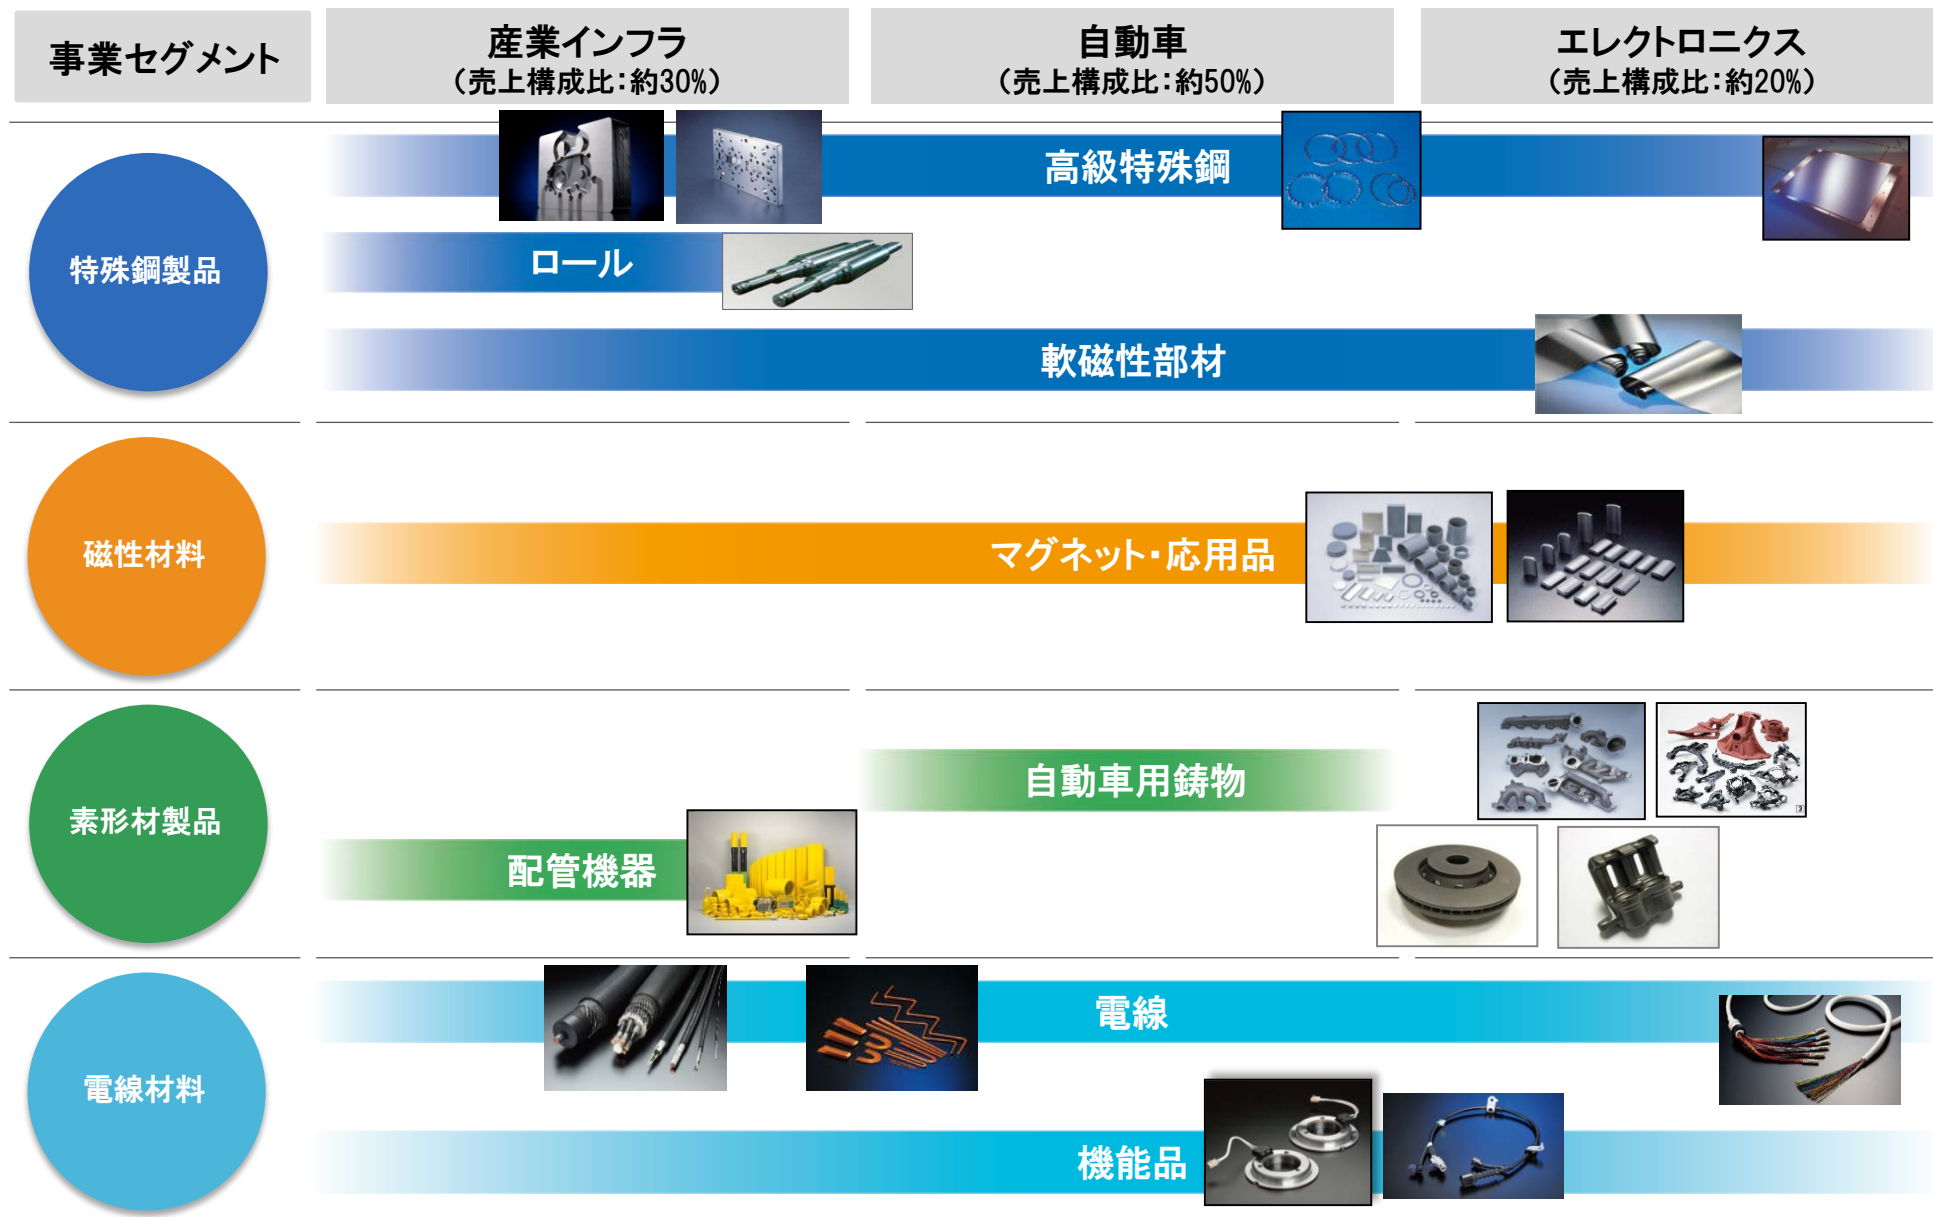 事業セグメント
産業インフラ
（売上構成比：約30%）
自動車
（売上構成比：約50%）
エレクトロニクス
（売上構成比：約20%）
特殊鋼製品
高級特殊鋼
ロール
軟磁性部材
磁性材料
マグネット・応用品
素形材製品
自動車用鋳物
配管機器
電線材料
電線
機能品